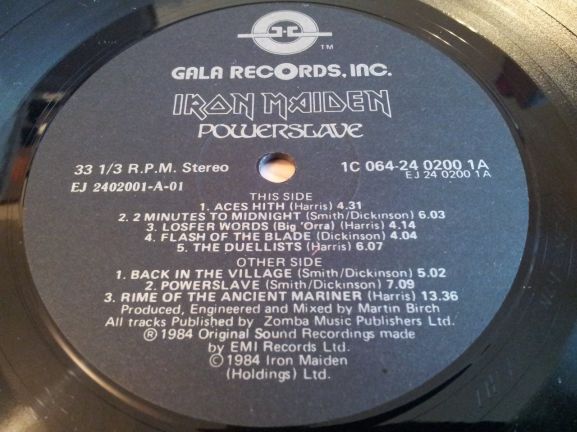 TM
GALA RECORDS, INC.
IRON MAIDEN
POWERSLAVE
33 1/3 R.P.M. Stereo
1C 064-24 0200 1A
EJ 2402001-A-01
EJ 24 0200 1A
THIS SIDE
1. ACES HITH (Harris) 4.31
2. 2 MINUTES TO MIDNIGHT (Smith/Dickinson) 6.03
3. LOSFER WORDS (Big 'Orra) (Harris) 4.14
4. FLASH OF THE BLADE (Dickinson) 4.04
5. THE DUELLISTS (Harris) 6.07
OTHER SIDE
1. BACK IN THE VILLAGE (Smith/Dickinson) 5.02
2. POWERSLAVE (Smith/Dickinson) 7.09
3. RIME OF THE ANCIENT MARINER (Harris) 13.36
Produced, Engineered and Mixed by Martin Birch
All tracks Published by Zomba Music Publishers Ltd.
Ⓟ 1984 Original Sound Recordings made
by EMI Records Ltd.
© 1984 Iron Maiden
(Holdings) Ltd.